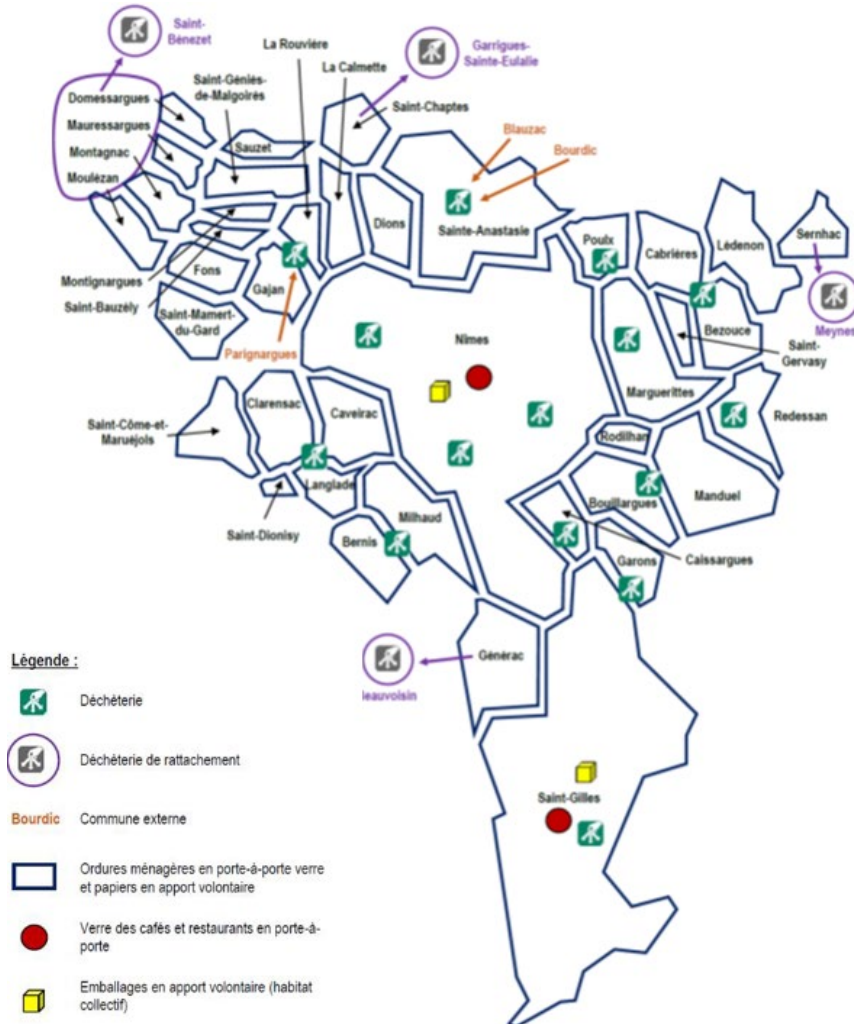 Saint-
Bénezet
La Rouvière
Garrigues-
Sainte-Eulalie
La Calmette
Saint-Géniès-
de-Malgoirès
Domessargues
Saint-Chaptes
Mauressargues
Blauzac
Sauzet
Bourdic
Montagnac
Moulézan
Dions
Sainte-Anastasie
Poulx
Cabrières
Lédenon
Sernhac
Fons
Montignargues
Gajan
Saint-Bauzély
Saint-Mamert-
du-Gard
Bezouce
Meynes
Nîmes
Saint-
Gervasy
Parignargues
Marguerittes
Clarensac
Caveirac
Redessan
Saint-Côme-et-
Maruéjols
Rodilhan
Langlade
Bouillargues
Manduel
Milhaud
Saint-Dionisy
Bernis
Garons
Caissargues
Légende :
Générac
ieauvoisin
Déchèterie
Déchèterie de rattachement
Saint-Gilles
Bourdic
Commune externe
Ordures ménagères en porte-à-porte verre
et papiers en apport volontaire
Verre des cafés et restaurants en porte-à-
porte
Emballages en apport volontaire (habitat
collectif)